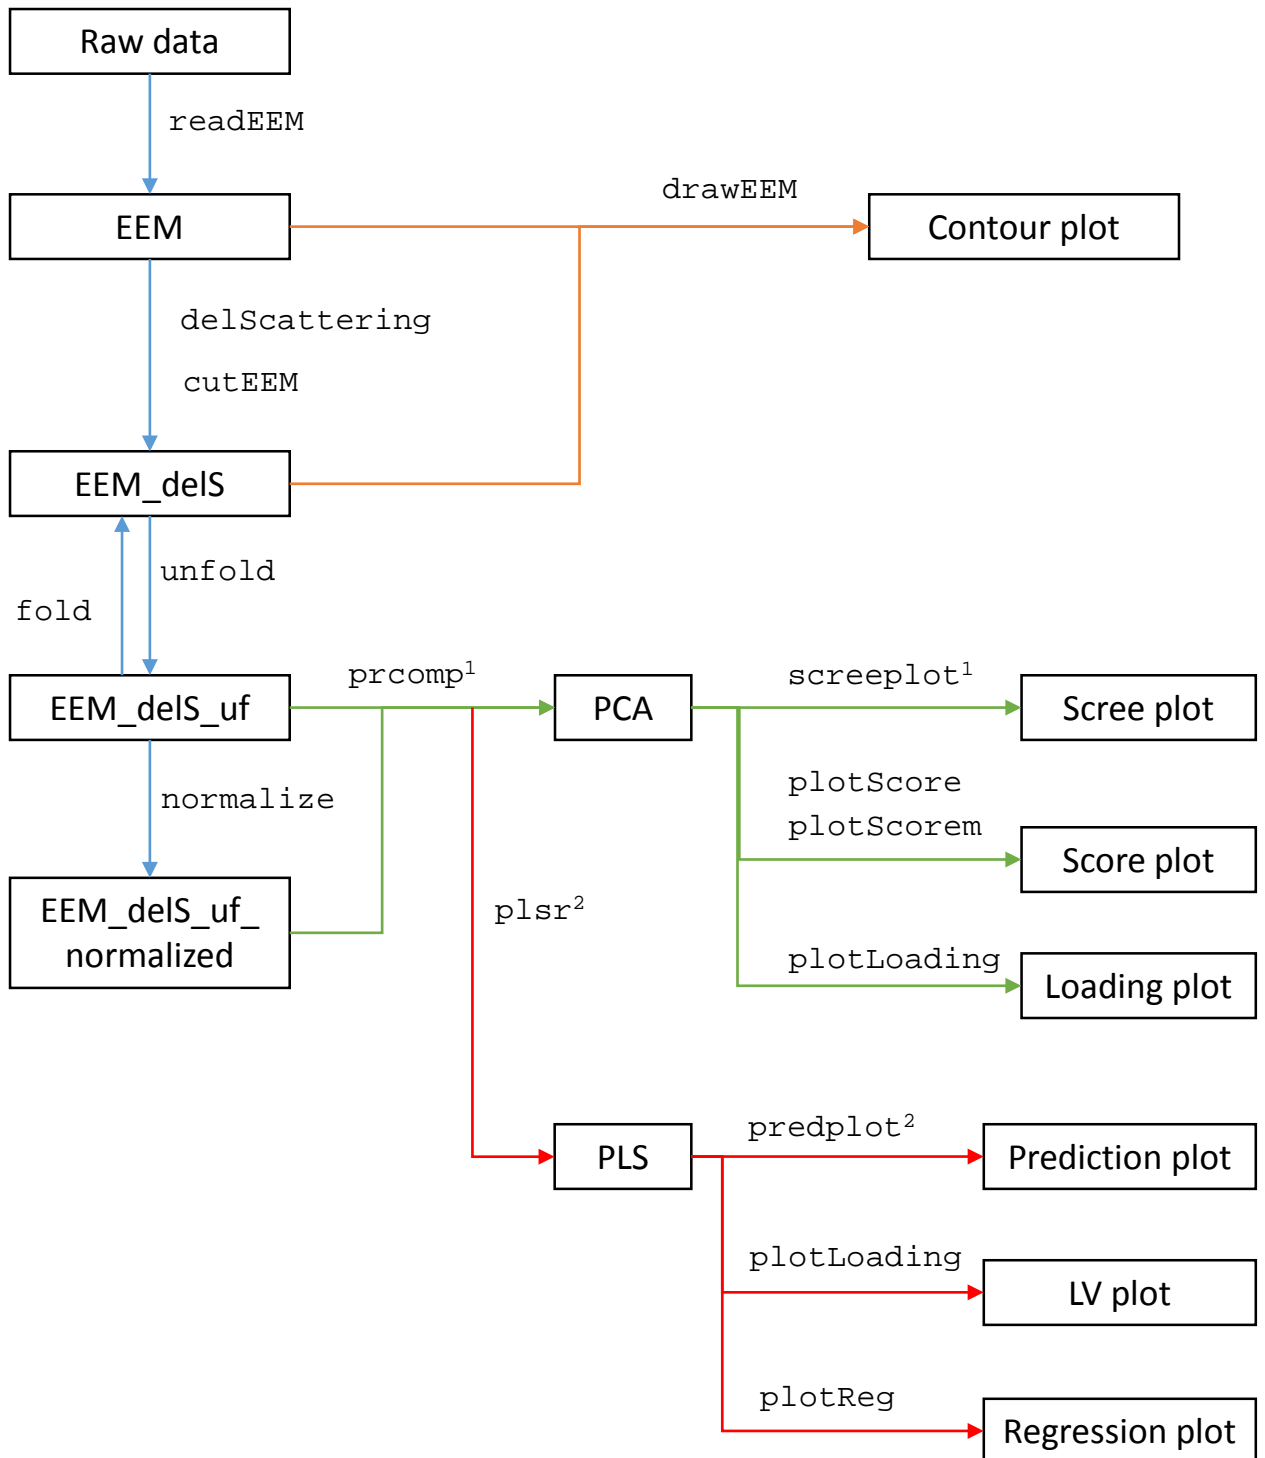 Raw data
readEEM
drawEEM
EEM
Contour plot
delScattering
cutEEM
EEM_delS
unfold
fold
prcomp¹
screeplot¹
EEM_delS_uf
PCA
Scree plot
plotScore
normalize
plotScorem
Score plot
EEM_delS_uf_
normalized
plsr²
plotLoading
Loading plot
predplot²
PLS
Prediction plot
plotLoading
LV plot
plotReg
Regression plot